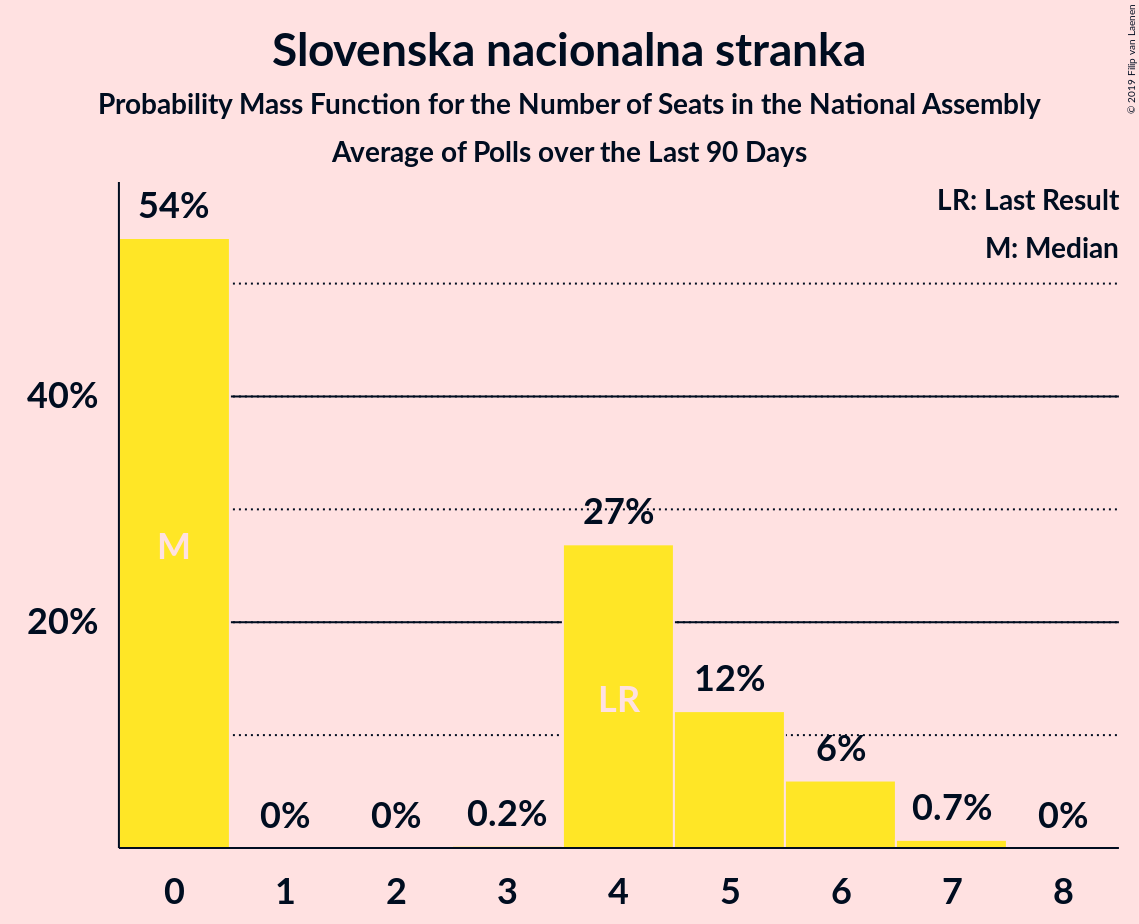 Slovenska nacionalna stranka
Probability Mass Function for the Number of Seats in the National Assembly
Average of Polls over the Last 90 Days
© 2019 Filip van Laenen
LR: Last Result
M: Median
54%
40%
27%
M
20%
12%
LR
6%
0%
0%
0.2%
0.7%
0%
0 1 2 3 4 5 6 7 8